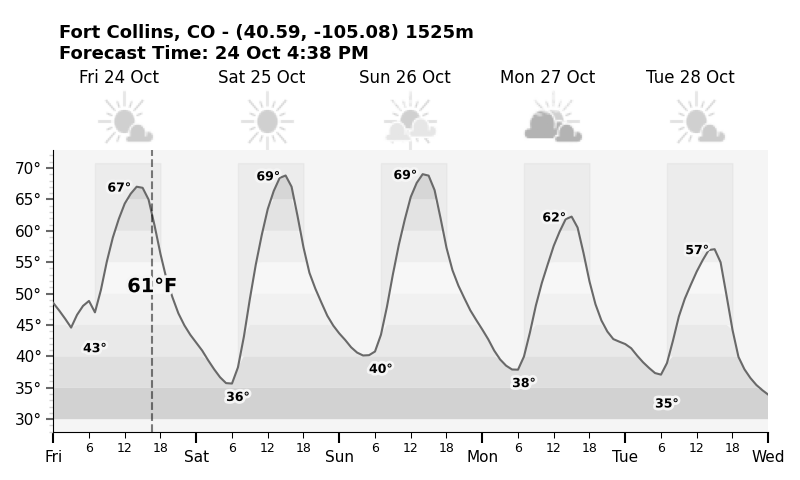 Fort Collins, CO - (40.59, -105.08) 1525m
Forecast Time: 24 Oct 4:38 PM
Fri 24 Oct Sat 25 Oct Sun 26 Oct Mon 27 Oct Tue 28 Oct
70°
65°
60°
55°
50°
45°
40°
35°
30°
67° 69° 69° 62° 57°
61°F
43° 36° 40° 38° 35°
6 12 18 6 12 18 6 12 18 6 12 18 6 12 18
Fri Sat Sun Mon Tue Wed